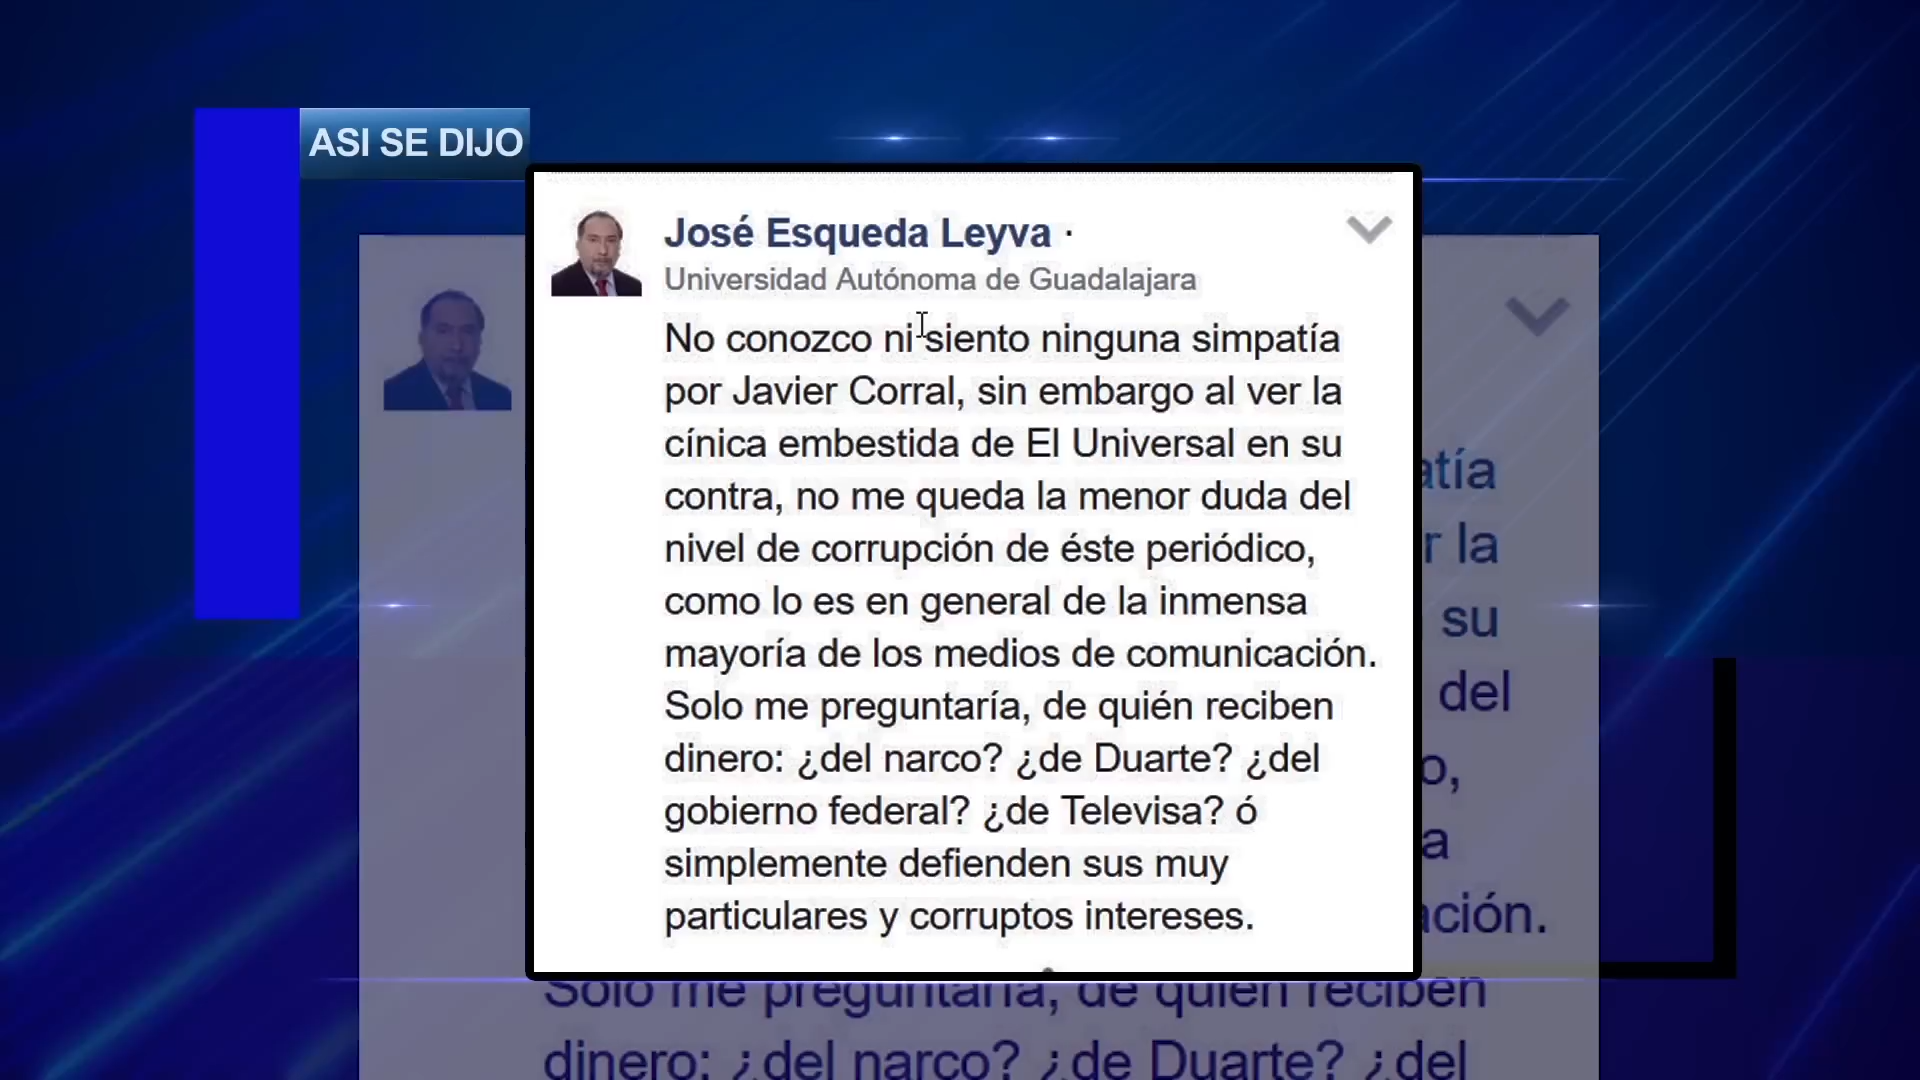 ASI SE DIJO
José Esqueda Leyva ·
Universidad Autónoma de Guadalajara
No conozco ni siento ninguna simpatía
por Javier Corral, sin embargo al ver la
cínica embestida de El Universal en su
contra, no me queda la menor duda del
nivel de corrupción de éste periódico,
como lo es en general de la inmensa
mayoría de los medios de comunicación.
Solo me preguntaría, de quién reciben
dinero: ¿del narco? ¿de Duarte? ¿del
gobierno federal? ¿de Televisa? ó
simplemente defienden sus muy
particulares y corruptos intereses.
atía
r la
su
del
o,
a
ación.
Solo me preguntaría, de quién reciben
dinero: ¿del narco? ¿de Duarte? ¿del